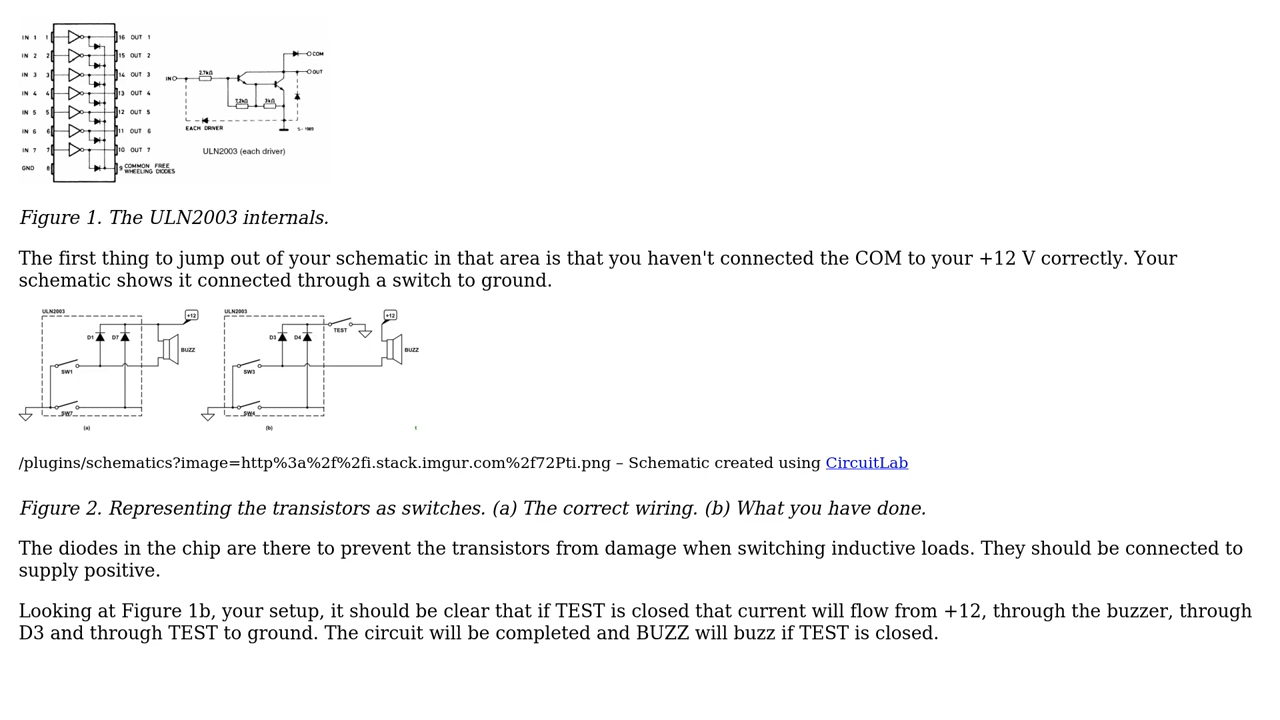 IN 1 1 16 OUT 1
IN 2 2 15 OUT 2
IN 3 3 14 OUT 3
IN 4 4 13 OUT 4
IN 5 5 12 OUT 5
IN 6 6 11 OUT 6
IN 7 7 10 OUT 7
GND 8 9 COMMON FREE
WHEELING DIODES
COM
OUT
IN 2.7kΩ
7.2kΩ 3kΩ
EACH DRIVER S-1989
ULN2003 (each driver)
Figure 1. The ULN2003 internals.
The first thing to jump out of your schematic in that area is that you haven't connected the COM to your +12 V correctly. Your
schematic shows it connected through a switch to ground.
ULN2003 +12 ULN2003 +12
TEST
D1 D7 D3 D4
BUZZ BUZZ
SW1 SW3
SW7 SW4
(a) (b)
/plugins/schematics?image=http%3a%2f%2fi.stack.imgur.com%2f72Pti.png – Schematic created using CircuitLab
Figure 2. Representing the transistors as switches. (a) The correct wiring. (b) What you have done.
The diodes in the chip are there to prevent the transistors from damage when switching inductive loads. They should be connected to
supply positive.
Looking at Figure 1b, your setup, it should be clear that if TEST is closed that current will flow from +12, through the buzzer, through
D3 and through TEST to ground. The circuit will be completed and BUZZ will buzz if TEST is closed.